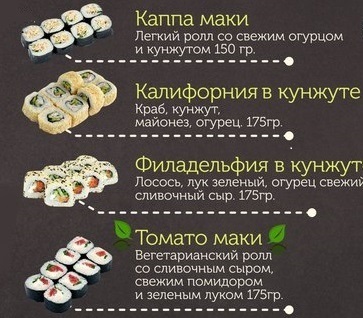 Каппа маки
Легкий ролл со свежим огурцом
и кунжутом 150 гр.
Калифорния в кунжуте
Краб, кунжут,
майонез, огурец. 175гр.
Филадельфия в кунжут
Лосось, лук зеленый, огурец свежий
сливочный сыр. 175гр.
Томато маки
Вегетарианский ролл
со сливочным сыром,
свежим помидором
и зеленым луком 175гр.